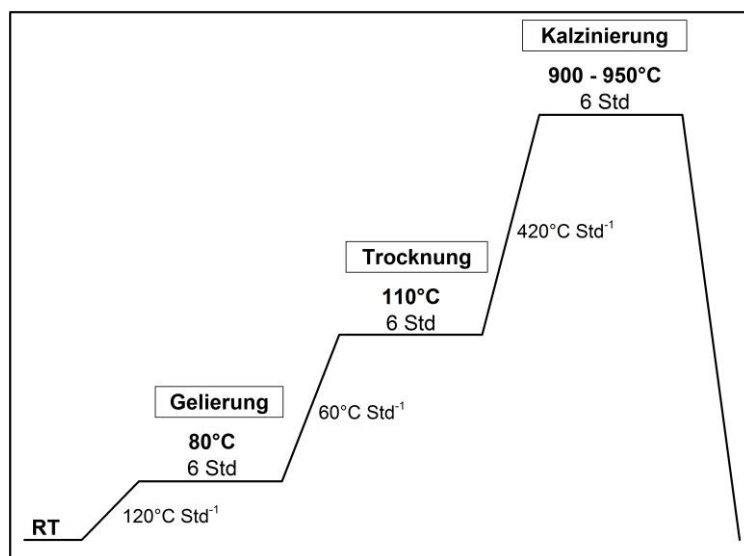 Kalzinierung
900 - 950°C
6 Std
420°C Std⁻¹
Trocknung
110°C
6 Std
60°C Std⁻¹
Gelierung
80°C
6 Std
120°C Std⁻¹
RT